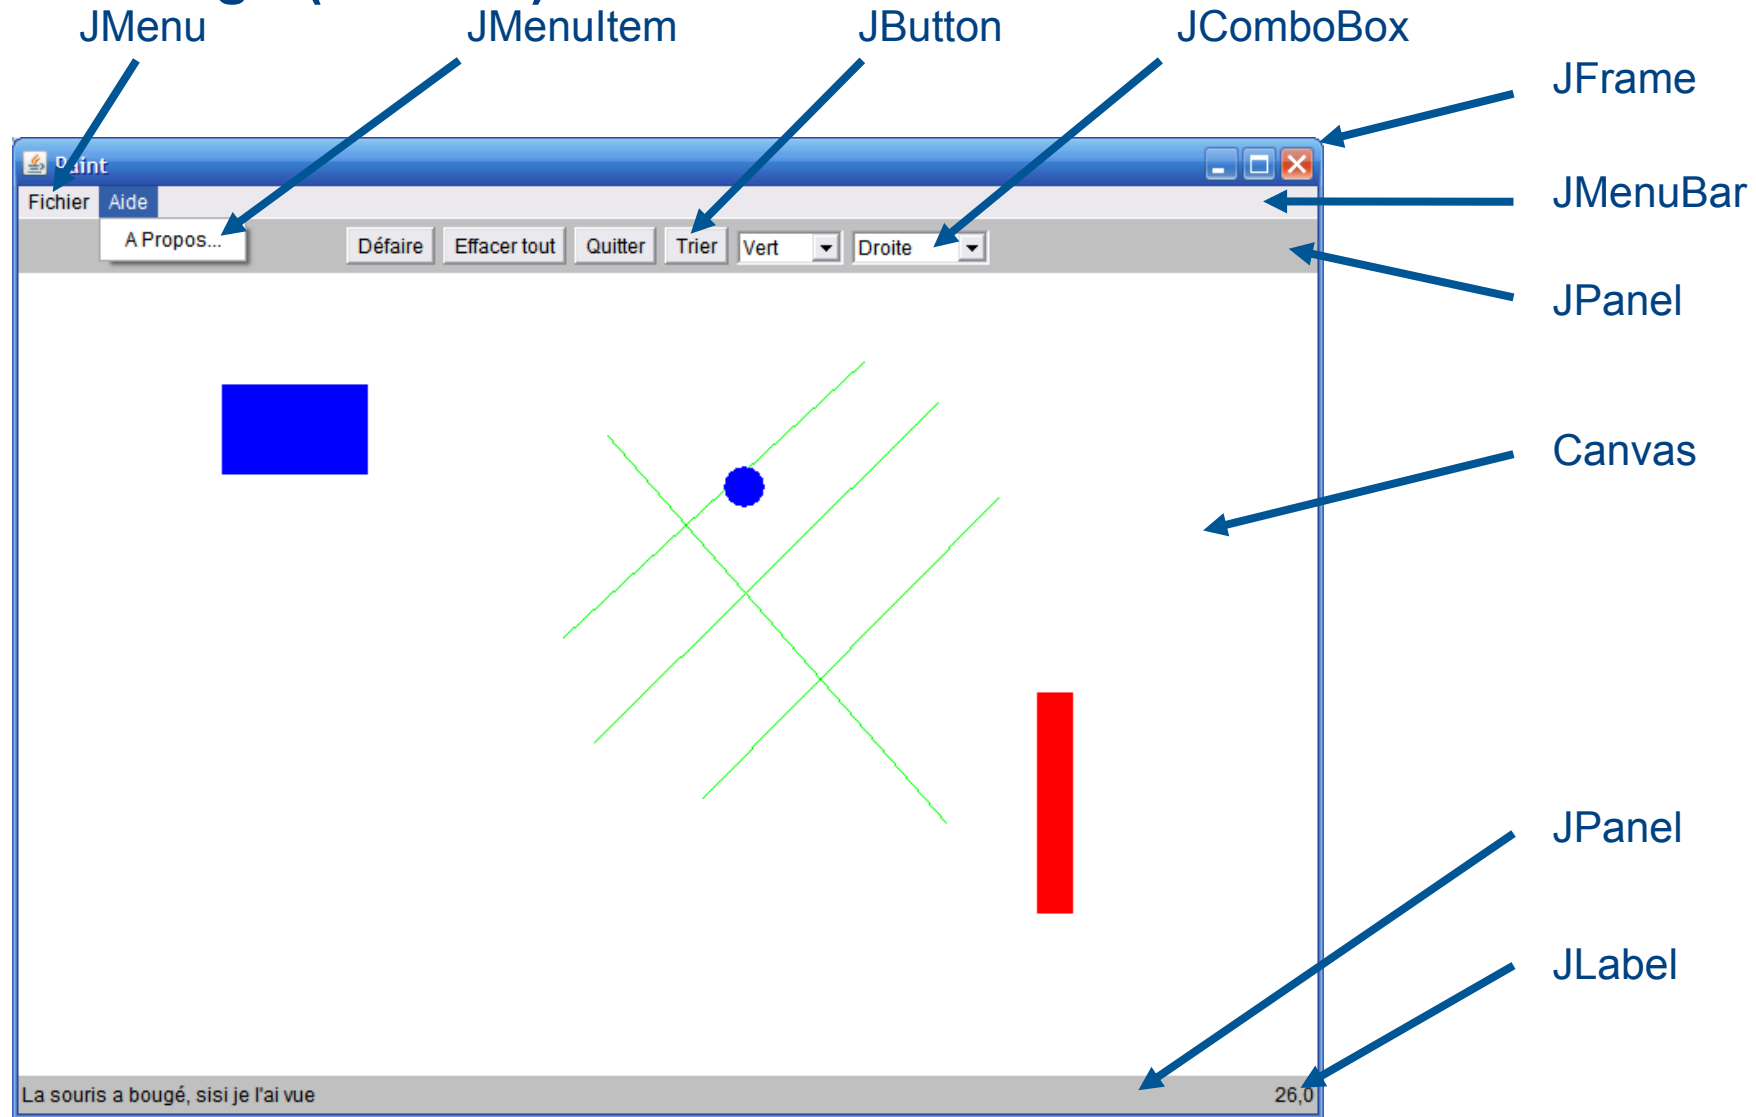 JMenu JMenuItem JButton JComboBox
JFrame
Paint
JMenuBar
Fichier Aide
A Propos...
Défaire Effacer tout Quitter Trier Vert Droite
JPanel
Canvas
JPanel
JLabel
La souris a bougé, sisi je l'ai vue 26,0